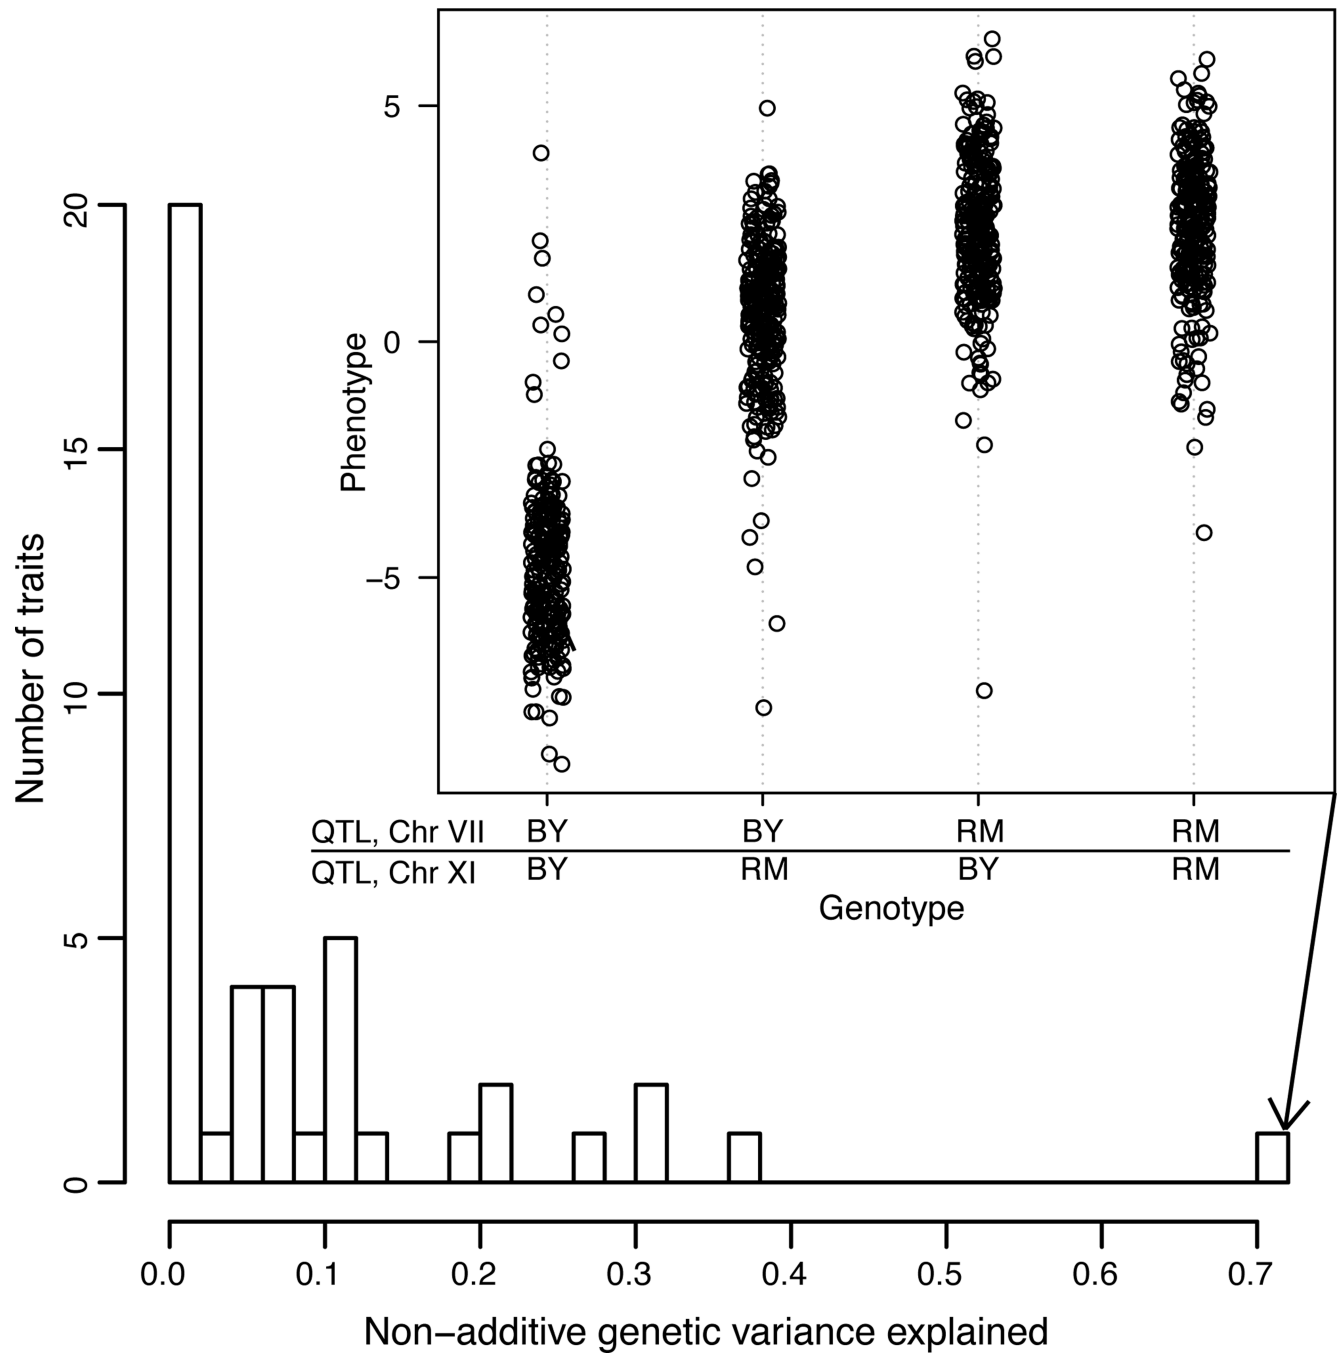 5
0
−5
Phenotype
QTL, Chr VII BY BY RM RM
QTL, Chr XI BY RM BY RM
Genotype
20
15
10
5
0
Number of traits
0.0 0.1 0.2 0.3 0.4 0.5 0.6 0.7
Non−additive genetic variance explained